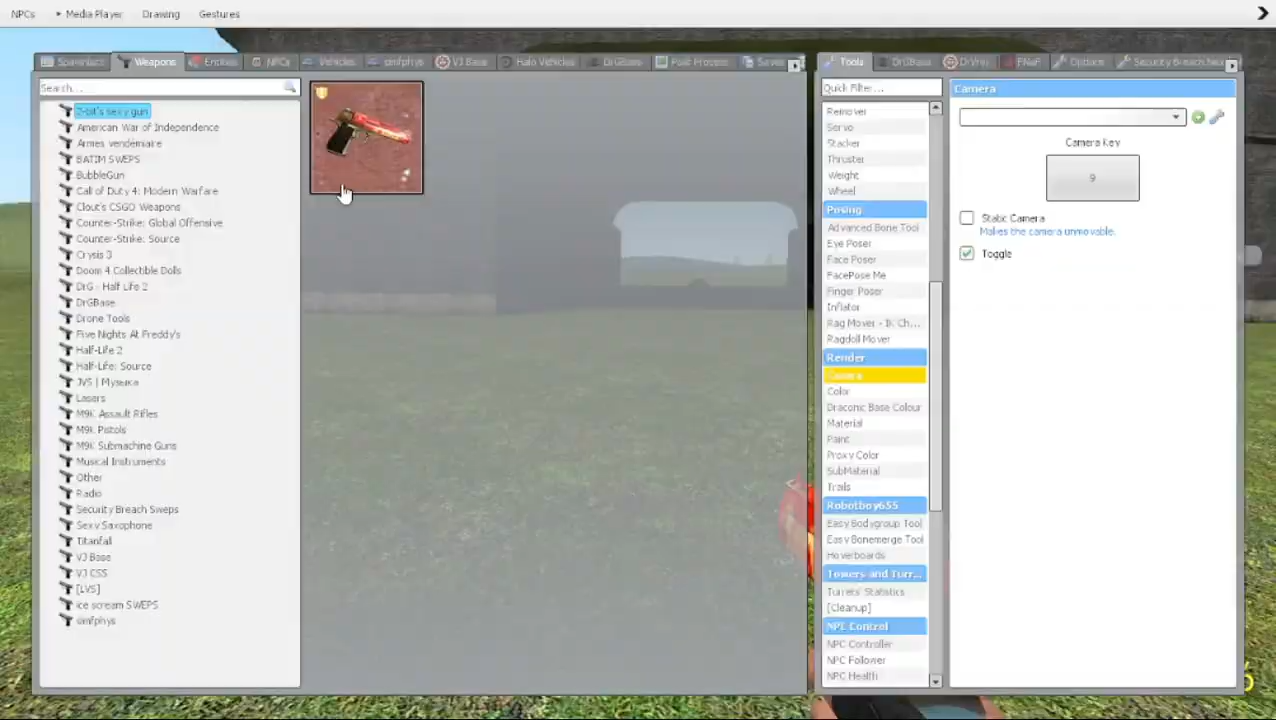 NPCs
Media Player
Drawing
Gestures
Spawnlists
Weapons
Entities
NPCs
Vehicles
simfphys
VJ Base
Halo Vehicles
DrGBase
Post Process
Saves
Search...
American War of Independence
Armes vendemiaire
BATIM SWEPS
BubbleGun
Call of Duty 4: Modern Warfare
Clout's CSGO Weapons
Counter-Strike: Global Offensive
Counter-Strike: Source
Crysis 3
Doom 4 Collectible Dolls
DrG - Half Life 2
DrGBase
Drone Tools
Five Nights At Freddy's
Half-Life 2
Half-Life: Source
JVS | Музыка
Lasers
M9K Assault Rifles
M9K Pistols
M9K Submachine Guns
Musical Instruments
Other
Radio
Security Breach Sweps
Sexy Saxophone
Titanfall
VJ Base
VJ CSS
[LVS]
ice scream SWEPS
simfphys
Tools
DrGBase
DrVrej
FNaF
Options
Quick Filter...
Remover
Servo
Stacker
Thruster
Weight
Wheel
Posing
Advanced Bone Tool
Eye Poser
Face Poser
FacePose Me
Finger Poser
Inflator
Rag Mover - IK Ch...
Ragdoll Mover
Render
Camera
Color
Draconic Base Colour
Material
Paint
Proxy Color
SubMaterial
Trails
Robotboy655
Easy Bodygroup Tool
Easy Bonemerge Tool
Hoverboards
Towers and Turr...
Turrets' Statistics
[Cleanup]
NPC Control
NPC Controller
NPC Follower
NPC Health
Camera
Camera Key
9
Static Camera
Makes the camera unmovable.
Toggle